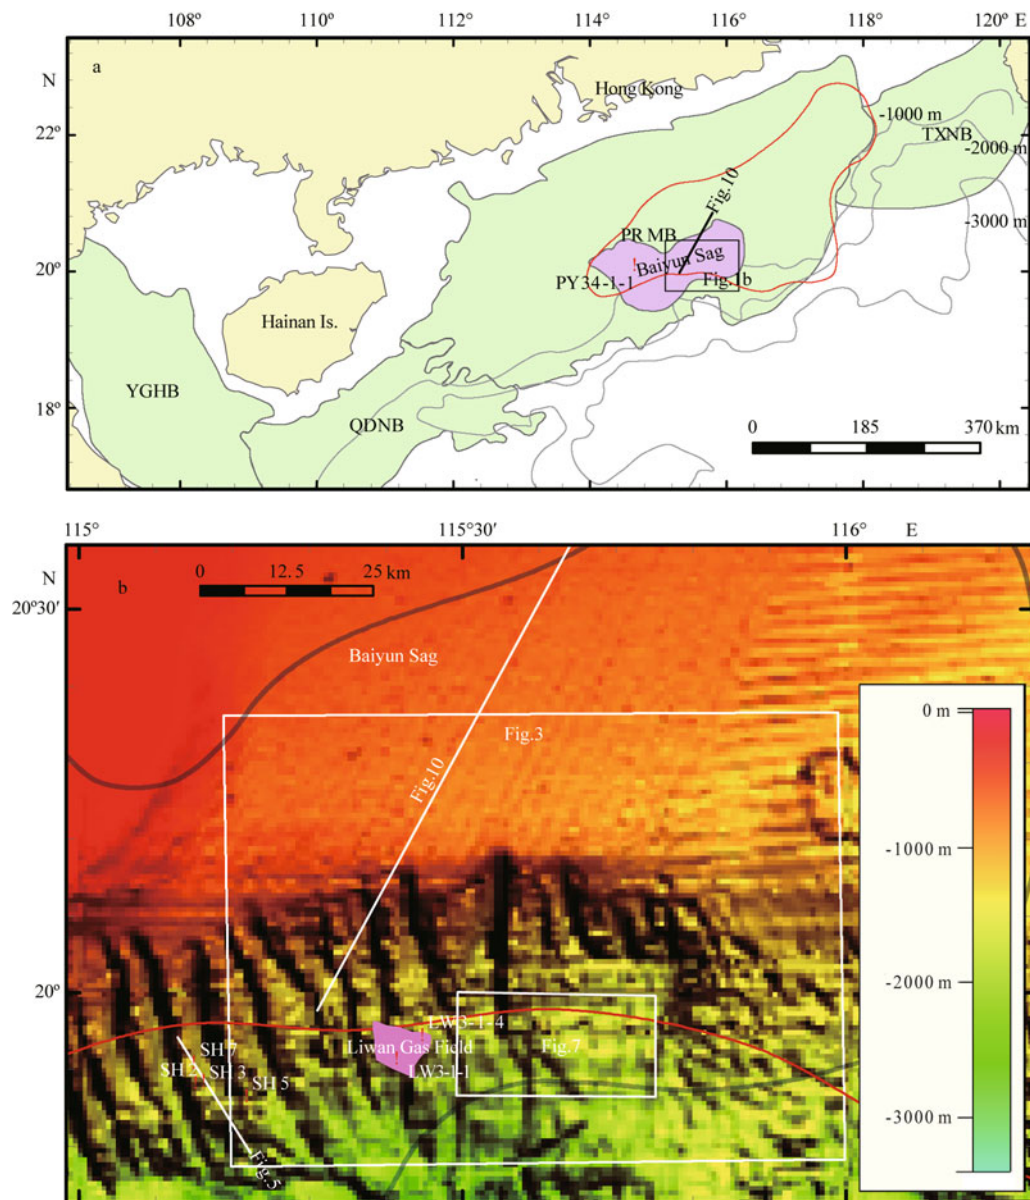 108° 110° 112° 114° 116° 118° 120° E
a
N
Hong Kong
22°
-1000 m
TXNB
-2000 m
Fig.10
-3000 m
PR MB
20°
Baiyun Sag
PY34-1-1
Fig.1b
Hainan Is.
YGHB
18°
QDNB
0 185 370 km
115° 115°30′ 116° E
N
b
0 12.5 25 km
20°30′
Baiyun Sag
0 m
Fig.3
Fig.10
-1000 m
-2000 m
20°
LW3-1-4
Liwan Gas Field
Fig.7
SH 7
LW3-1-1
SH 2
SH 3
SH 5
-3000 m
Fig.5